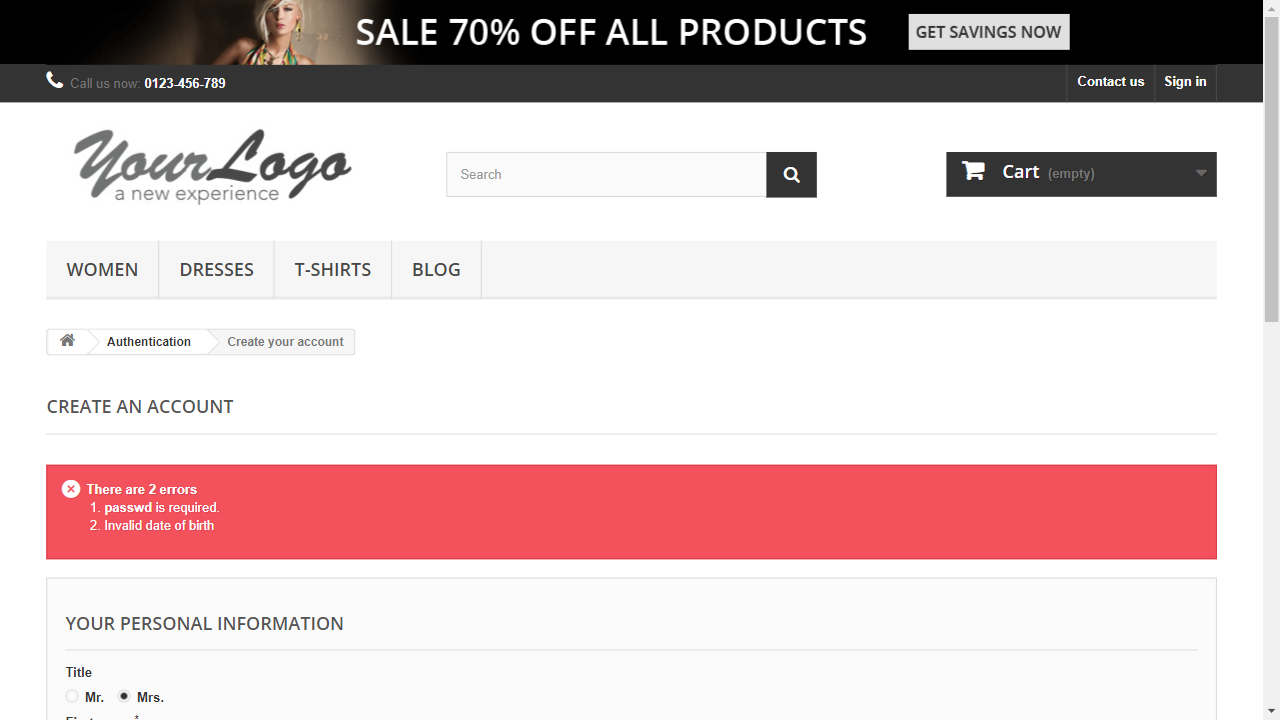 SALE 70% OFF ALL PRODUCTS GET SAVINGS NOW
Call us now: 0123-456-789 Contact us Sign in
YourLogo
a new experience
Search
Cart (empty)
WOMEN DRESSES T-SHIRTS BLOG
Authentication Create your account
CREATE AN ACCOUNT
There are 2 errors
1. passwd is required.
2. Invalid date of birth
YOUR PERSONAL INFORMATION
Title
Mr. Mrs.